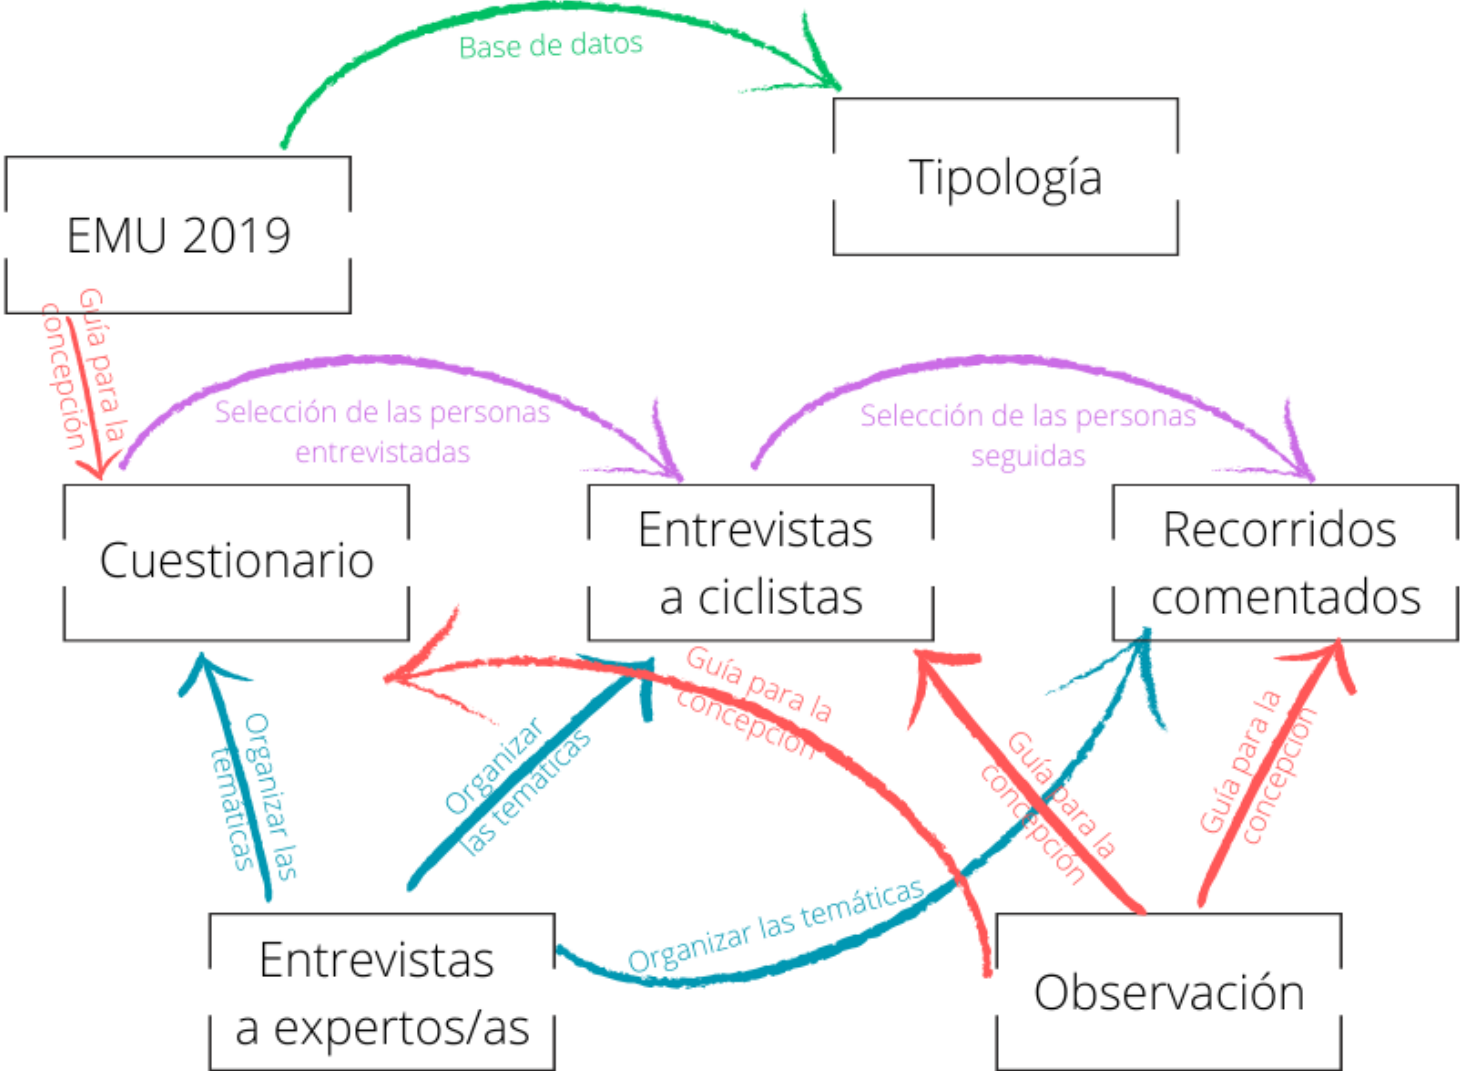 Base de datos
Tipología
EMU 2019
Guía para la
concepción
Selección de las personas
entrevistadas
Selección de las personas
seguidas
Cuestionario
Entrevistas
a ciclistas
Recorridos
comentados
Organizar las
temáticas
Organizar
las temáticas
Guía para la
concepción
Guía para la
concepción
Guía para la
concepción
Organizar las temáticas
Entrevistas
a expertos/as
Observación